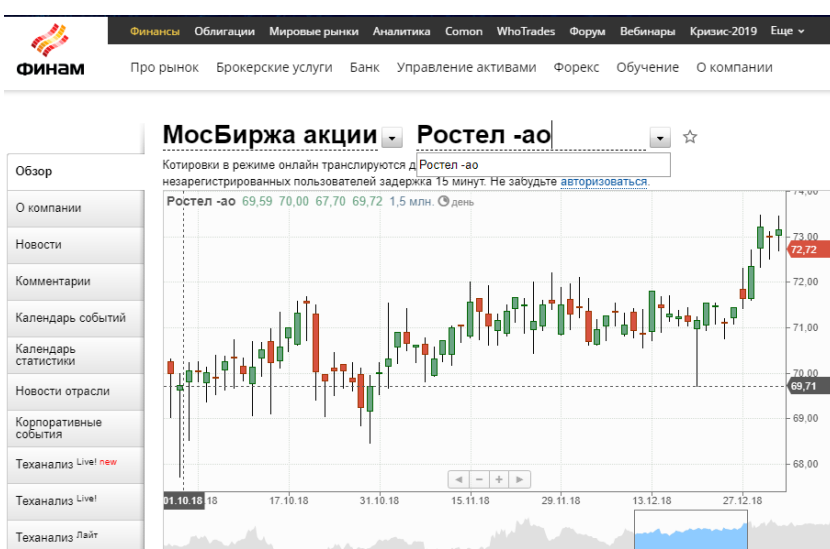 Финансы Облигации Мировые рынки Аналитика Comon WhoTrades Форум Вебинары Кризис-2019 Еще
ФИНАМ
Про рынок Брокерские услуги Банк Управление активами Форекс Обучение О компании
МосБиржа акции Ростел -ао
Котировки в режиме онлайн транслируются д
Ростел -ао
незарегистрированных пользователей задержка 15 минут. Не забудьте авторизоваться.
Обзор
О компании
Новости
Комментарии
Календарь событий
Календарь
статистики
Новости отрасли
Корпоративные
события
Теханализ Live! new
Теханализ Live!
Теханализ Лайт
Ростел -ао 69,59 70,00 67,70 69,72 1,5 млн. день
74,00
73,00
72,72
72,00
71,00
70,00
69,71
69,00
68,00
01.10.18 18 17.10.18 31.10.18 15.11.18 29.11.18 13.12.18 27.12.18